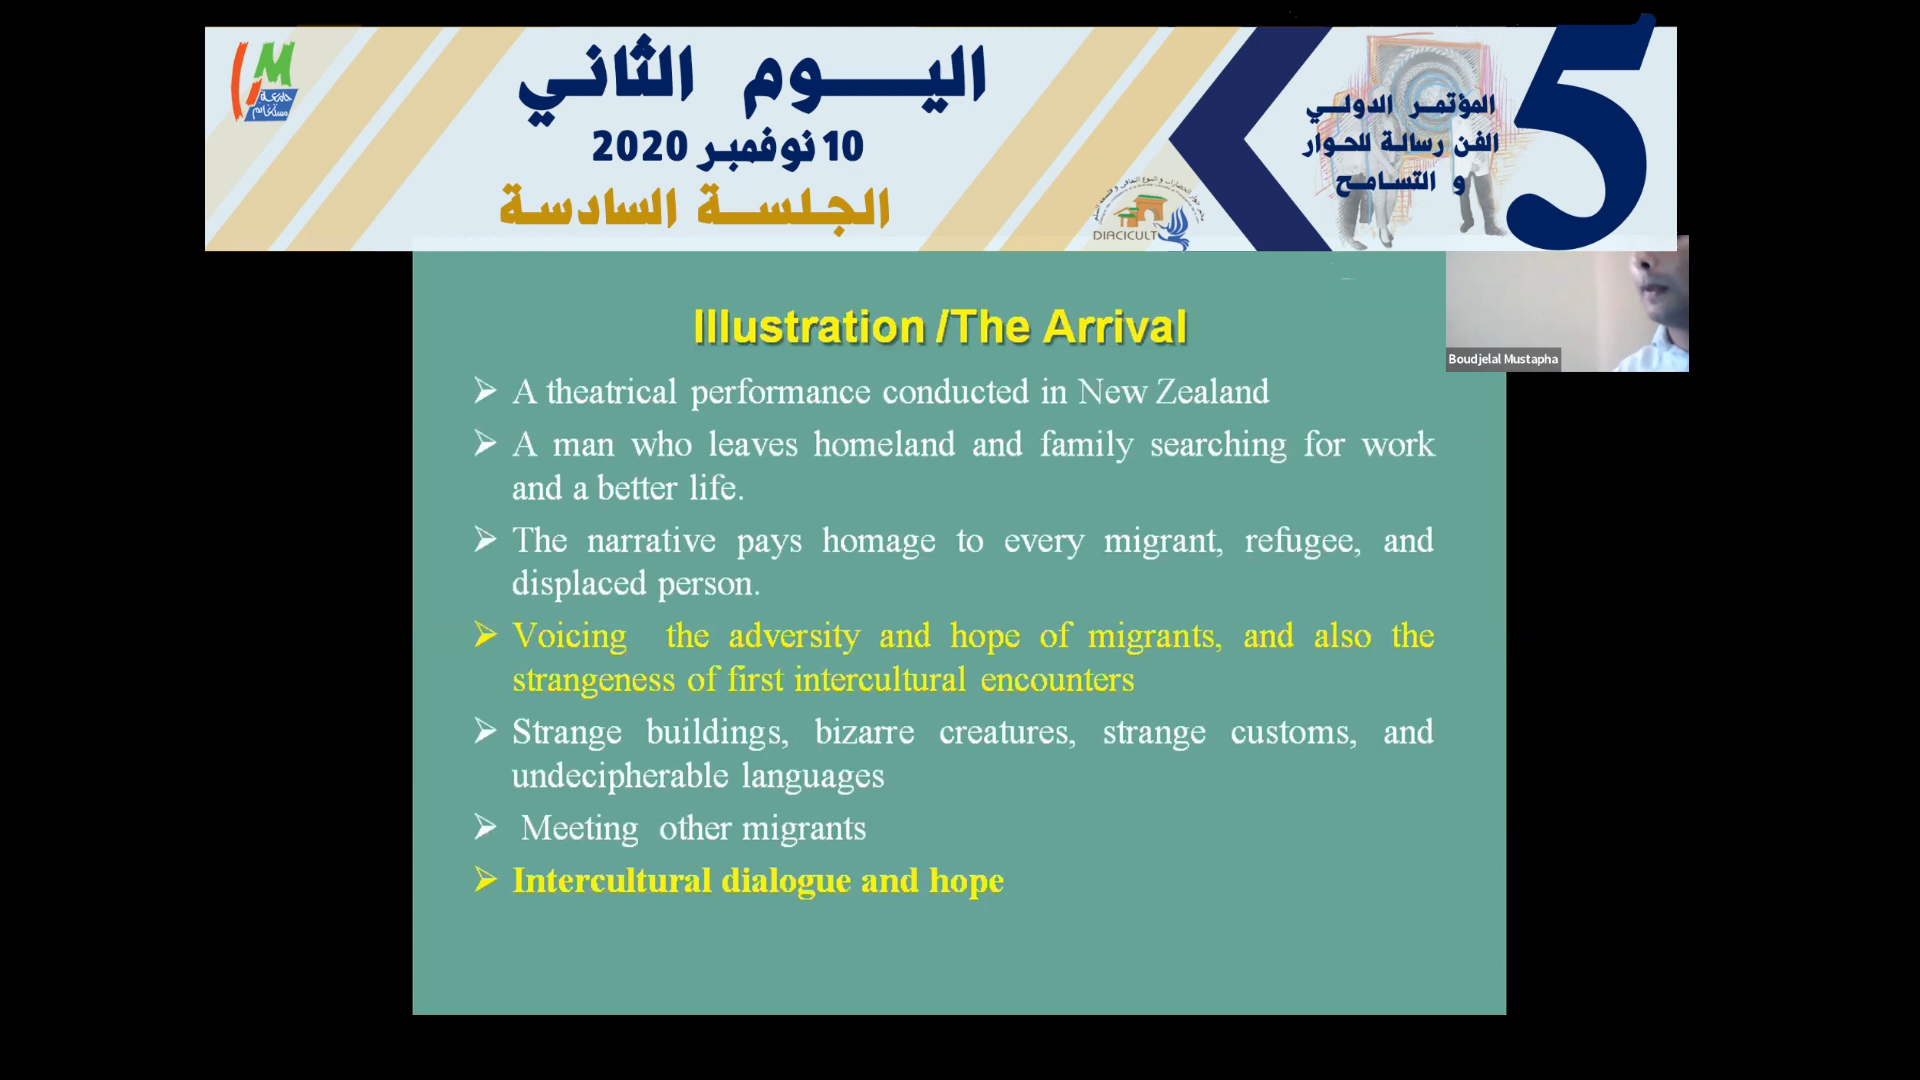 اليوم الثاني
10 نوفمبر 2020
الجلسة السادسة
المؤتمر الدولي
الفن رسالة للحوار
و التسامح
5
جامعة
مستغانم
DIACICULT
Boudjelal Mustapha
Illustration /The Arrival
➢ A theatrical performance conducted in New Zealand
➢ A man who leaves homeland and family searching for work
and a better life.
➢ The narrative pays homage to every migrant, refugee, and
displaced person.
➢ Voicing the adversity and hope of migrants, and also the
strangeness of first intercultural encounters
➢ Strange buildings, bizarre creatures, strange customs, and
undecipherable languages
➢ Meeting other migrants
➢ Intercultural dialogue and hope